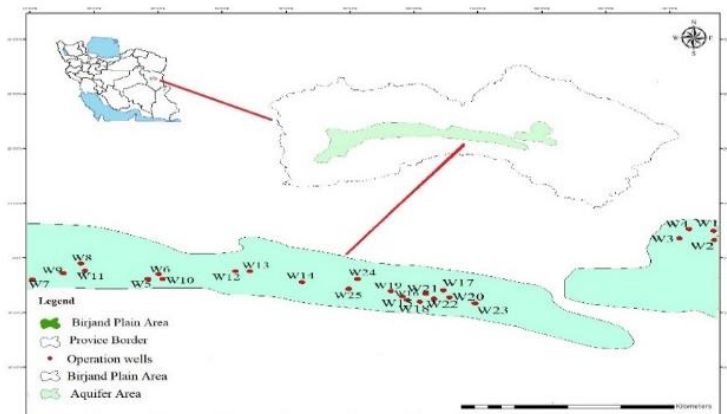 N
W E
S
W4 W1
W3 W2
W8
W9
W7 W11
W6
W5 W10
W12 W13
W14
W24
W25
W19 W21 W17
W20
W18 W22 W23
Legend
Birjand Plain Area
Provice Border
Operation wells
Birjand Plain Area
Aquifer Area
Kilometers